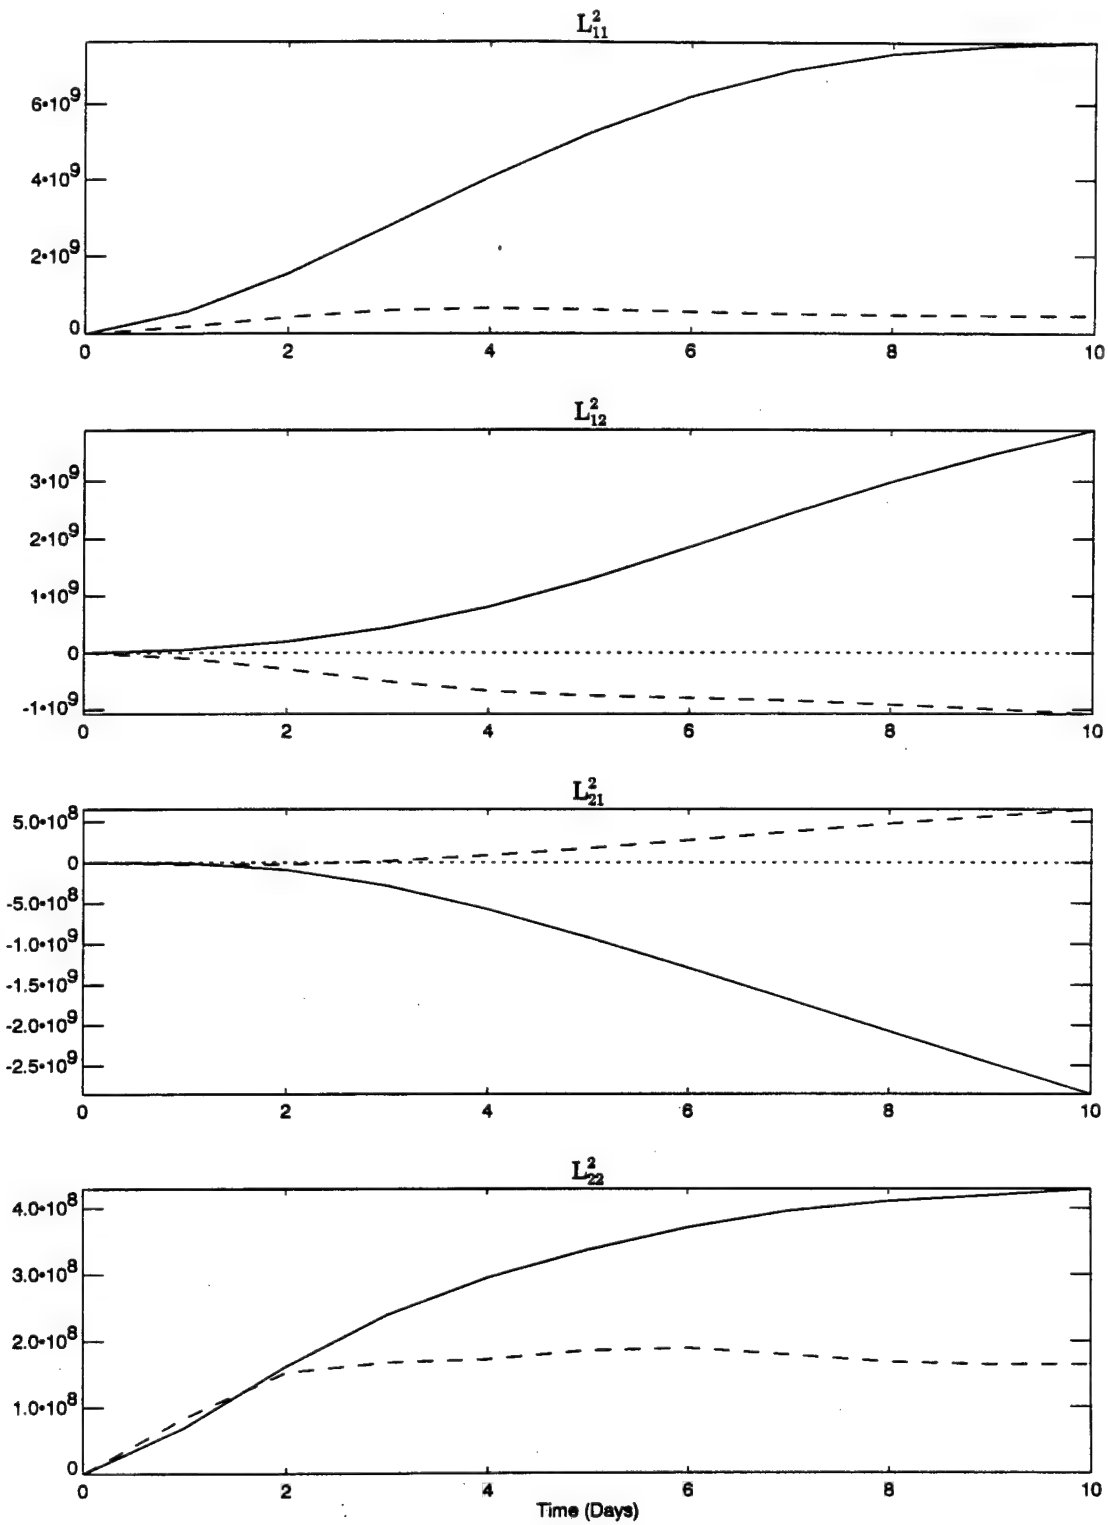 L²₁₁
6•10⁹
4•10⁹
2•10⁹
0
0 2 4 6 8 10
L²₁₂
3•10⁹
2•10⁹
1•10⁹
0
-1•10⁹
0 2 4 6 8 10
L²₂₁
5.0•10⁸
0
-5.0•10⁸
-1.0•10⁹
-1.5•10⁹
-2.0•10⁹
-2.5•10⁹
0 2 4 6 8 10
L²₂₂
4.0•10⁸
3.0•10⁸
2.0•10⁸
1.0•10⁸
0
0 2 4 6 8 10
Time (Days)